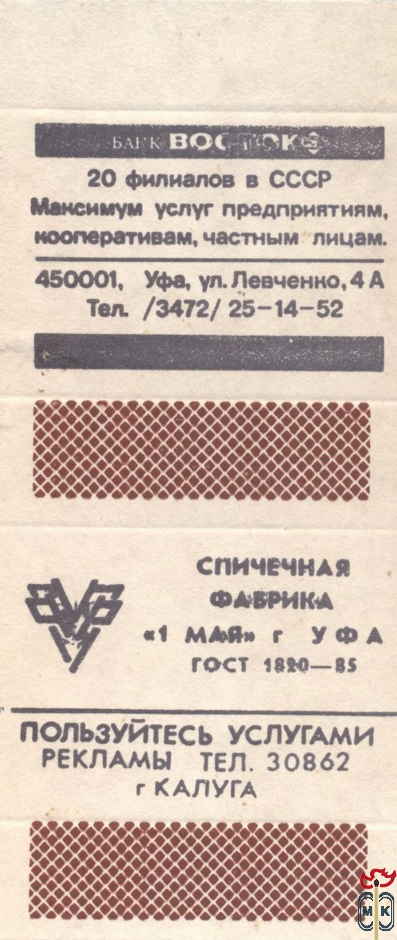 БАНК ВОСТОК
20 филиалов в СССР
Максимум услуг предприятиям,
кооперативам, частным лицам.
450001, Уфа, ул. Левченко, 4 А
Тел. /3472/ 25-14-52
СПИЧЕЧНАЯ
ФАБРИКА
«1 МАЯ» г УФА
ГОСТ 1820—85
ПОЛЬЗУЙТЕСЬ УСЛУГАМИ
РЕКЛАМЫ ТЕЛ. 30862
г КАЛУГА
МК